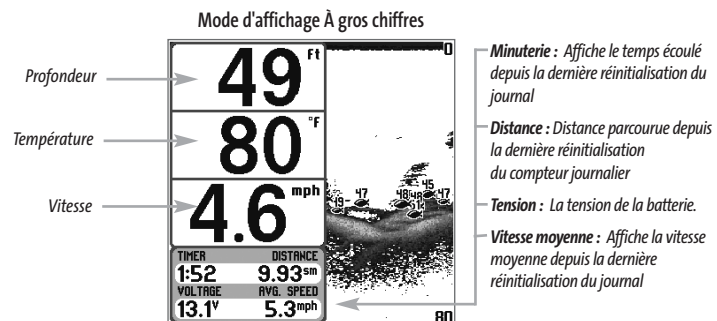 Mode d'affichage À gros chiffres
Profondeur
49 Ft
Température
80 °F
Vitesse
4.6 mph
TIMER DISTANCE
1:52 9.93sm
VOLTAGE AVG. SPEED
13.1V 5.3mph
0
45
47
48
47
80
Minuterie : Affiche le temps écoulé
depuis la dernière réinitialisation du
journal
Distance : Distance parcourue depuis
la dernière réinitialisation
du compteur journalier
Tension : La tension de la batterie.
Vitesse moyenne : Affiche la vitesse
moyenne depuis la dernière
réinitialisation du journal